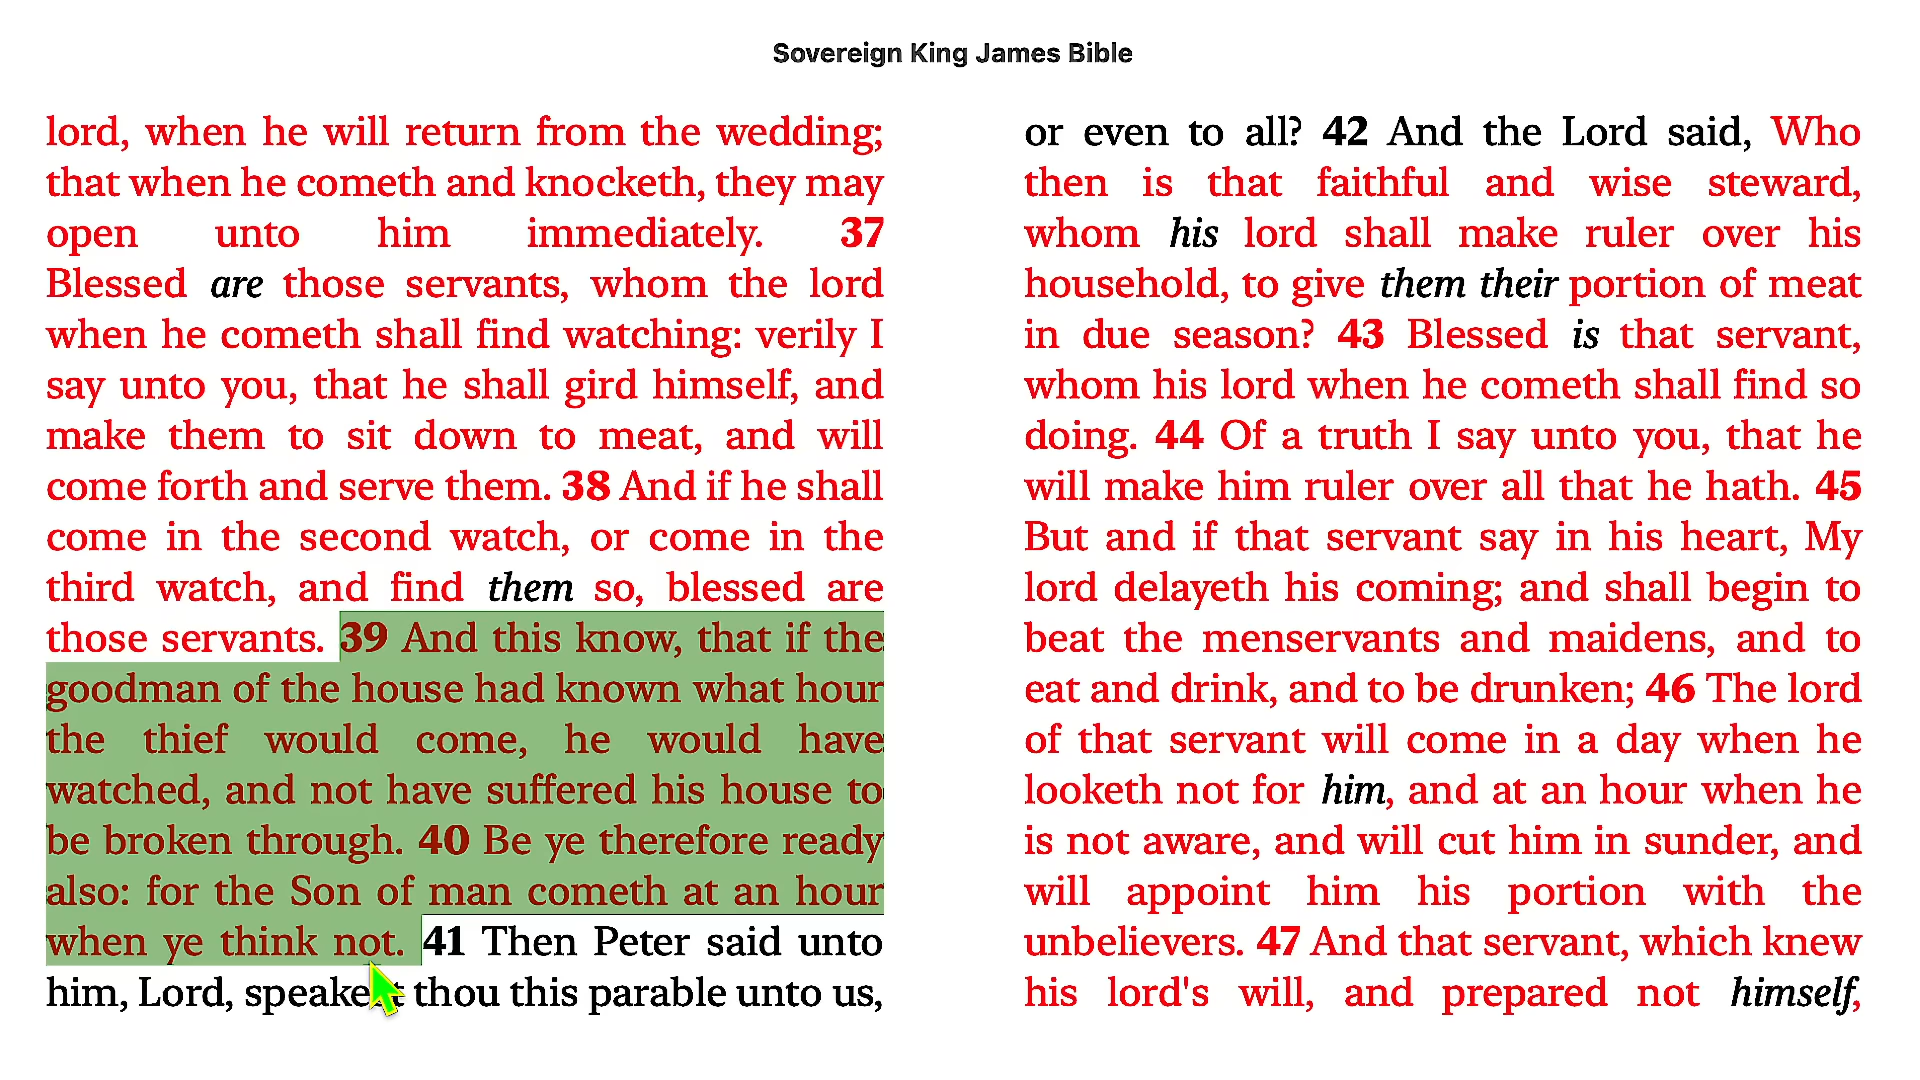 Sovereign King James Bible
lord, when he will return from the wedding;
that when he cometh and knocketh, they may
open unto him immediately. 37
Blessed are those servants, whom the lord
when he cometh shall find watching: verily I
say unto you, that he shall gird himself, and
make them to sit down to meat, and will
come forth and serve them. 38 And if he shall
come in the second watch, or come in the
third watch, and find them so, blessed are
those servants. 39 And this know, that if the
goodman of the house had known what hour
the thief would come, he would have
watched, and not have suffered his house to
be broken through. 40 Be ye therefore ready
also: for the Son of man cometh at an hour
when ye think not. 41 Then Peter said unto
him, Lord, speakest thou this parable unto us,
or even to all? 42 And the Lord said, Who
then is that faithful and wise steward,
whom his lord shall make ruler over his
household, to give them their portion of meat
in due season? 43 Blessed is that servant,
whom his lord when he cometh shall find so
doing. 44 Of a truth I say unto you, that he
will make him ruler over all that he hath. 45
But and if that servant say in his heart, My
lord delayeth his coming; and shall begin to
beat the menservants and maidens, and to
eat and drink, and to be drunken; 46 The lord
of that servant will come in a day when he
looketh not for him, and at an hour when he
is not aware, and will cut him in sunder, and
will appoint him his portion with the
unbelievers. 47 And that servant, which knew
his lord's will, and prepared not himself,